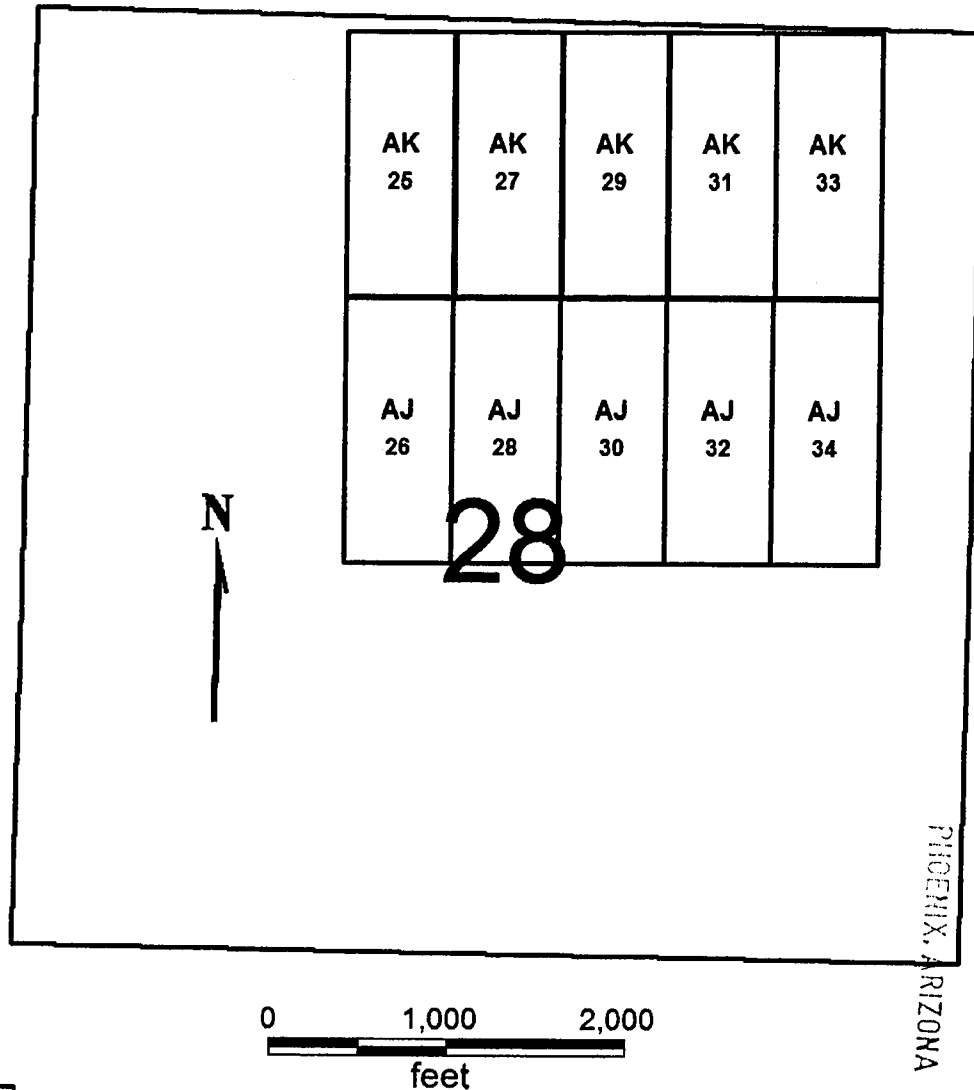 AK AK AK AK AK
25 27 29 31 33
AJ AJ AJ AJ AJ
26 28 30 32 34
28
N
PHOENIX, ARIZONA
0 1,000 2,000
feet